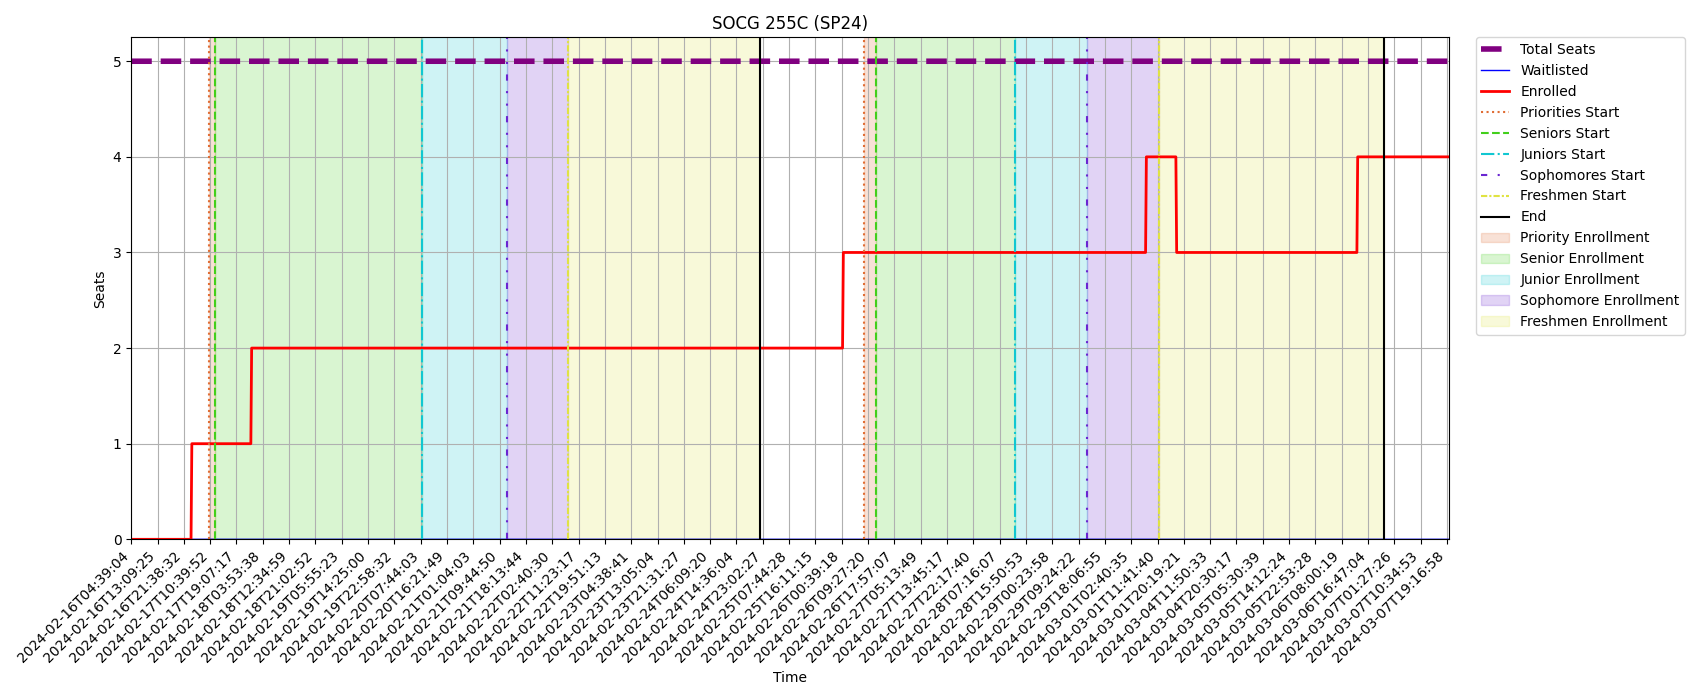 SOCG 255C (SP24)
Seats
5
4
3
2
1
0
2024-02-16T04:39:04
2024-02-16T13:09:25
2024-02-16T21:38:32
2024-02-17T10:39:52
2024-02-17T19:07:17
2024-02-18T03:53:38
2024-02-18T12:34:59
2024-02-18T21:02:52
2024-02-19T05:55:23
2024-02-19T14:25:00
2024-02-19T22:58:32
2024-02-20T07:44:03
2024-02-20T16:21:49
2024-02-21T01:04:03
2024-02-21T09:44:50
2024-02-21T18:13:44
2024-02-22T02:40:30
2024-02-22T11:23:17
2024-02-22T19:51:13
2024-02-23T04:38:41
2024-02-23T13:05:04
2024-02-23T21:31:27
2024-02-24T06:09:20
2024-02-24T14:36:04
2024-02-24T23:02:27
2024-02-25T07:44:28
2024-02-25T16:11:15
2024-02-26T00:39:18
2024-02-26T09:27:20
2024-02-26T17:57:07
2024-02-27T05:13:49
2024-02-27T13:45:17
2024-02-27T22:17:40
2024-02-28T07:16:07
2024-02-28T15:50:53
2024-02-29T00:23:58
2024-02-29T09:24:22
2024-02-29T18:06:55
2024-03-01T02:40:35
2024-03-01T11:41:40
2024-03-01T20:19:21
2024-03-04T11:50:33
2024-03-04T20:30:17
2024-03-05T05:30:39
2024-03-05T14:12:24
2024-03-05T22:53:28
2024-03-06T08:00:19
2024-03-06T16:47:04
2024-03-07T01:27:26
2024-03-07T10:34:53
2024-03-07T19:16:58
Time
Total Seats
Waitlisted
Enrolled
Priorities Start
Seniors Start
Juniors Start
Sophomores Start
Freshmen Start
End
Priority Enrollment
Senior Enrollment
Junior Enrollment
Sophomore Enrollment
Freshmen Enrollment